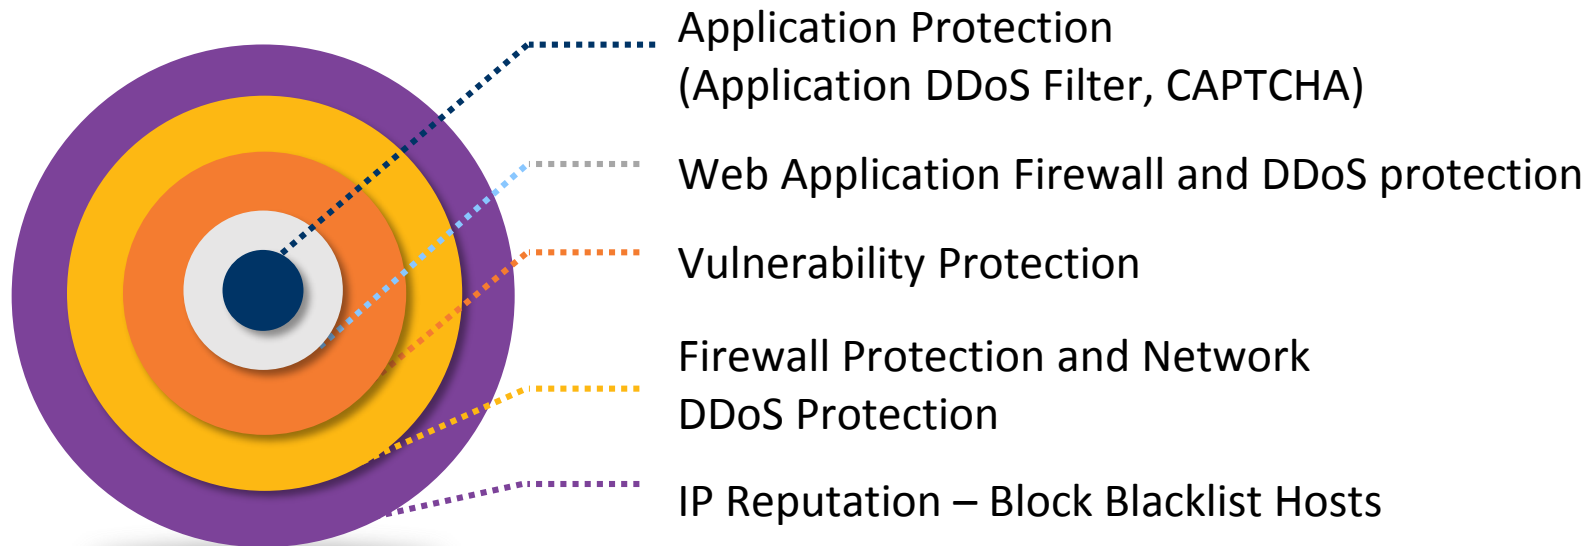 Application Protection
(Application DDoS Filter, CAPTCHA)
Web Application Firewall and DDoS protection
Vulnerability Protection
Firewall Protection and Network
DDoS Protection
IP Reputation – Block Blacklist Hosts